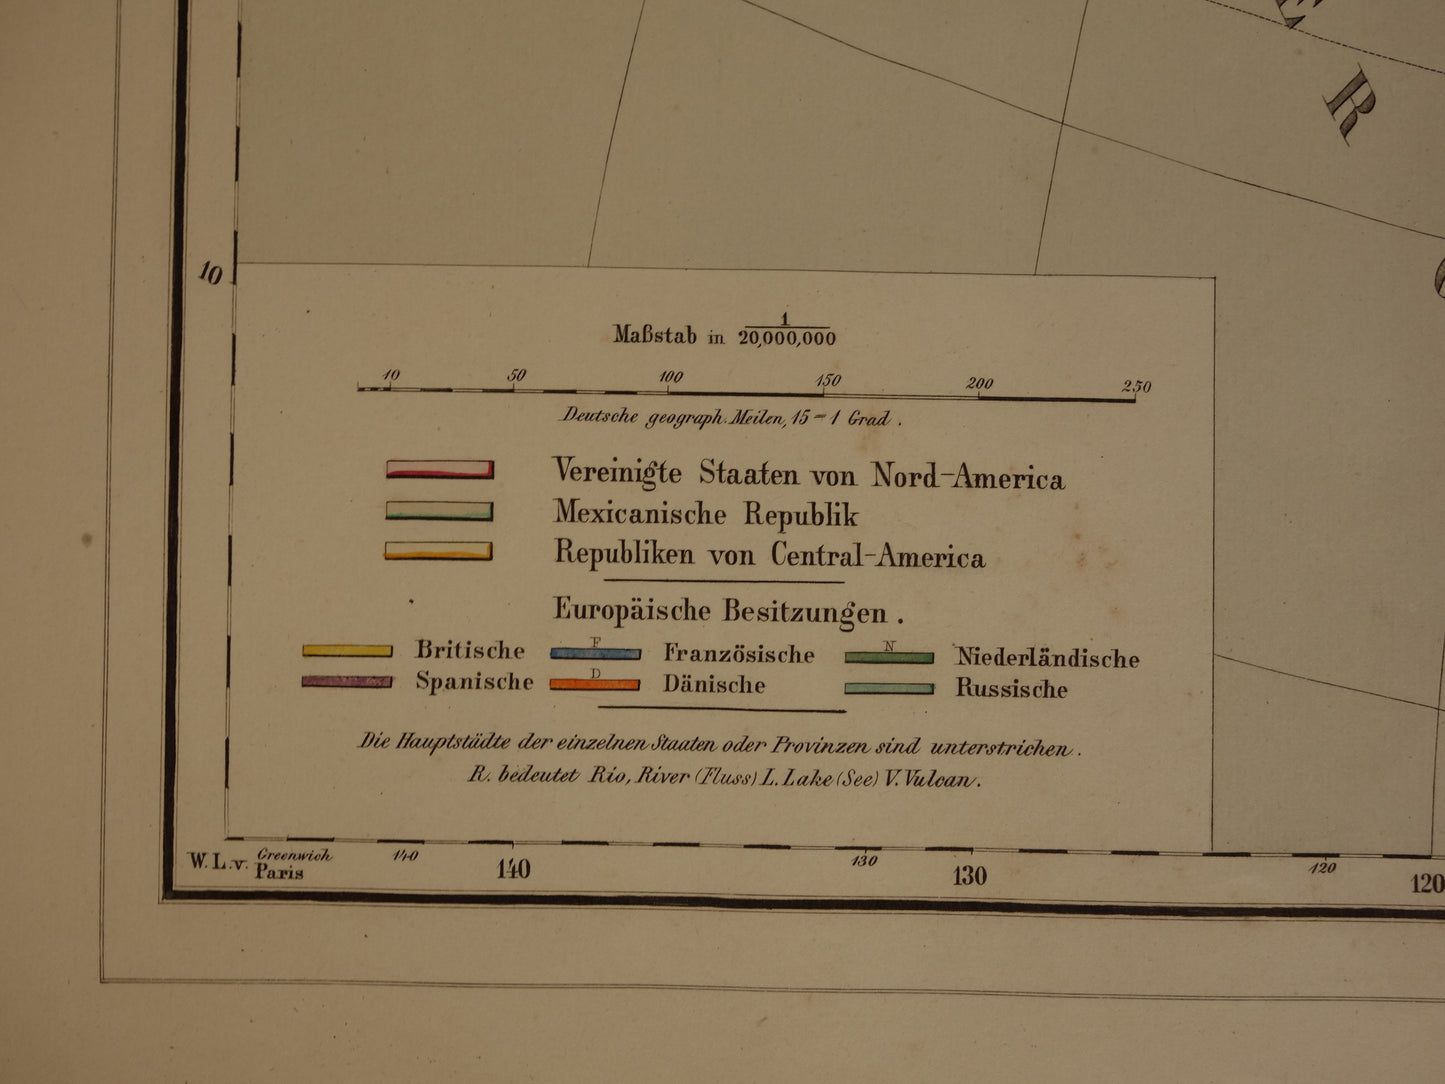 E
R
10
Maßstab in 1/20,000,000
10 50 100 150 200 250
Deutsche geograph. Meilen, 15 = 1 Grad.
Vereinigte Staaten von Nord-America
Mexicanische Republik
Republiken von Central-America
Europäische Besitzungen.
Britische F Französische N Niederländische
Spanische D Dänische Russische
Die Hauptstädte der einzelnen Staaten oder Provinzen sind unterstrichen.
R. bedeutet Rio, River (Fluss) L. Lake (See) V. Vulcan.
W. L. v. Greenwich 140 130 120
Paris 140 130 120